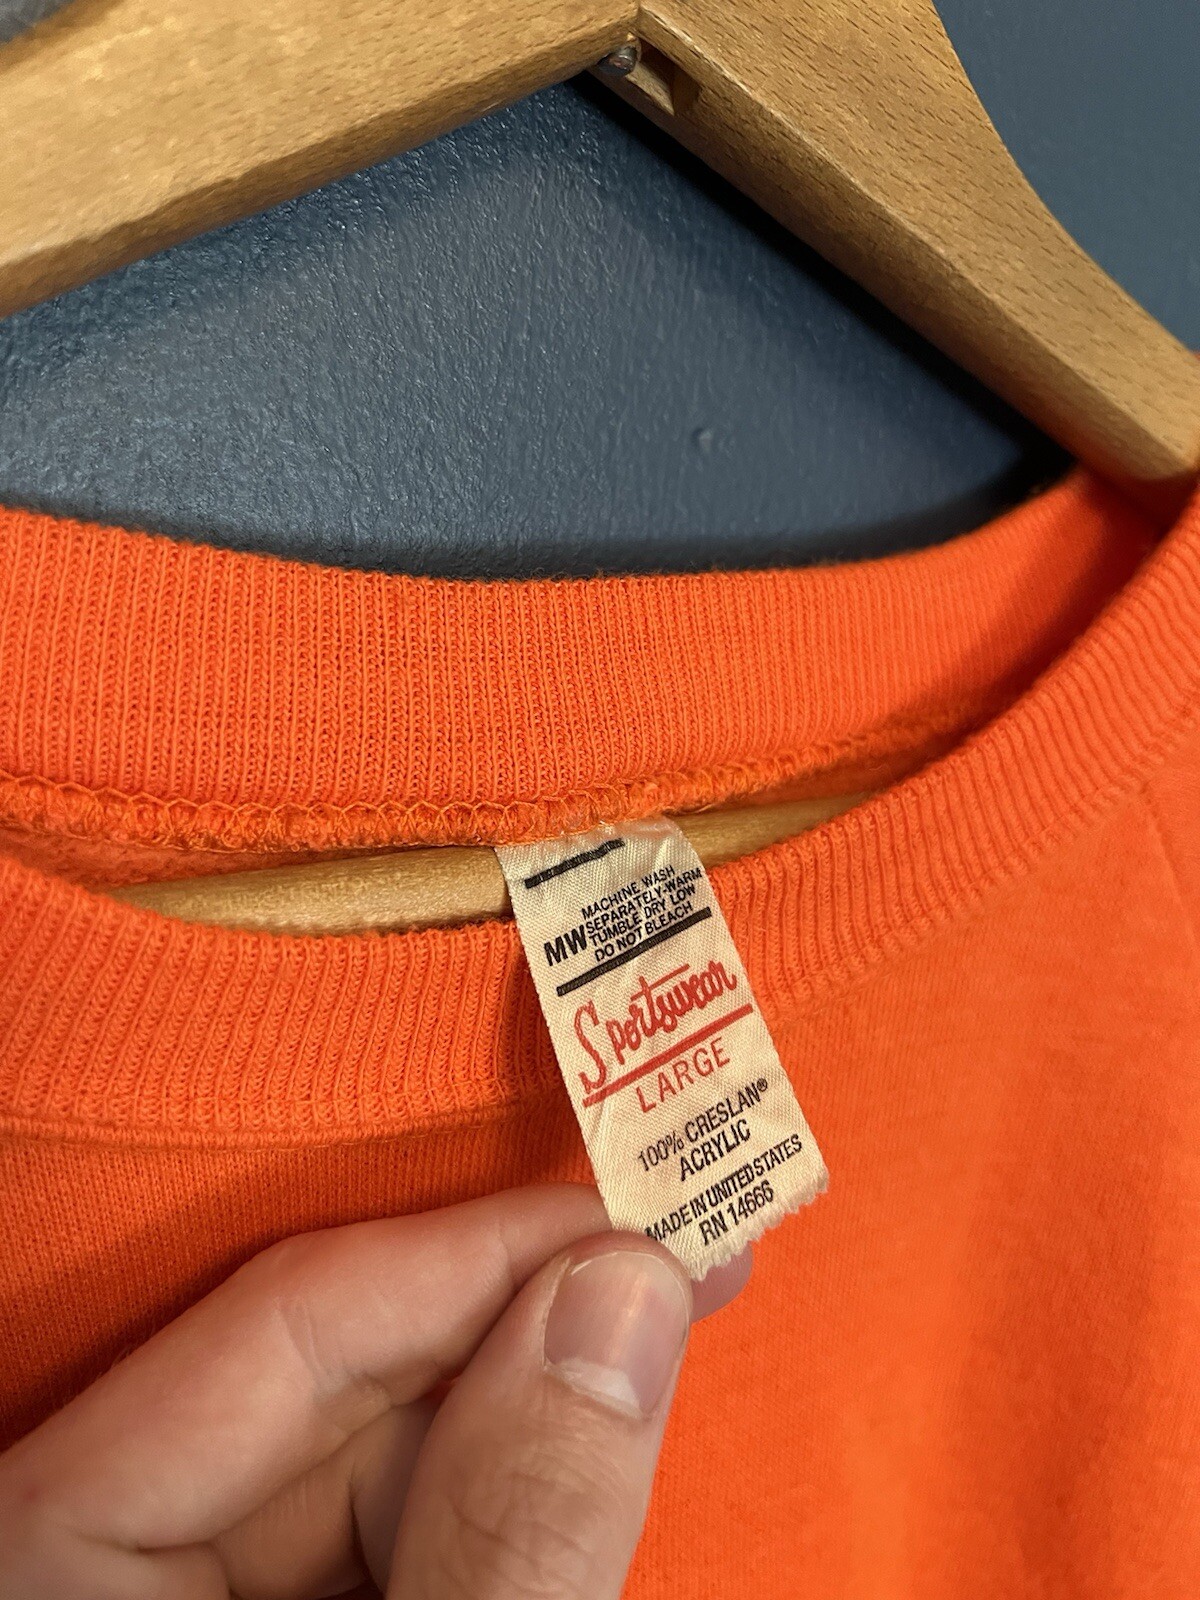 MACHINE WASH
SEPARATELY-WARM
MW TUMBLE DRY LOW
DO NOT BLEACH
Sportswear
LARGE
100% CRESLAN®
ACRYLIC
MADE IN UNITED STATES
RN 14666